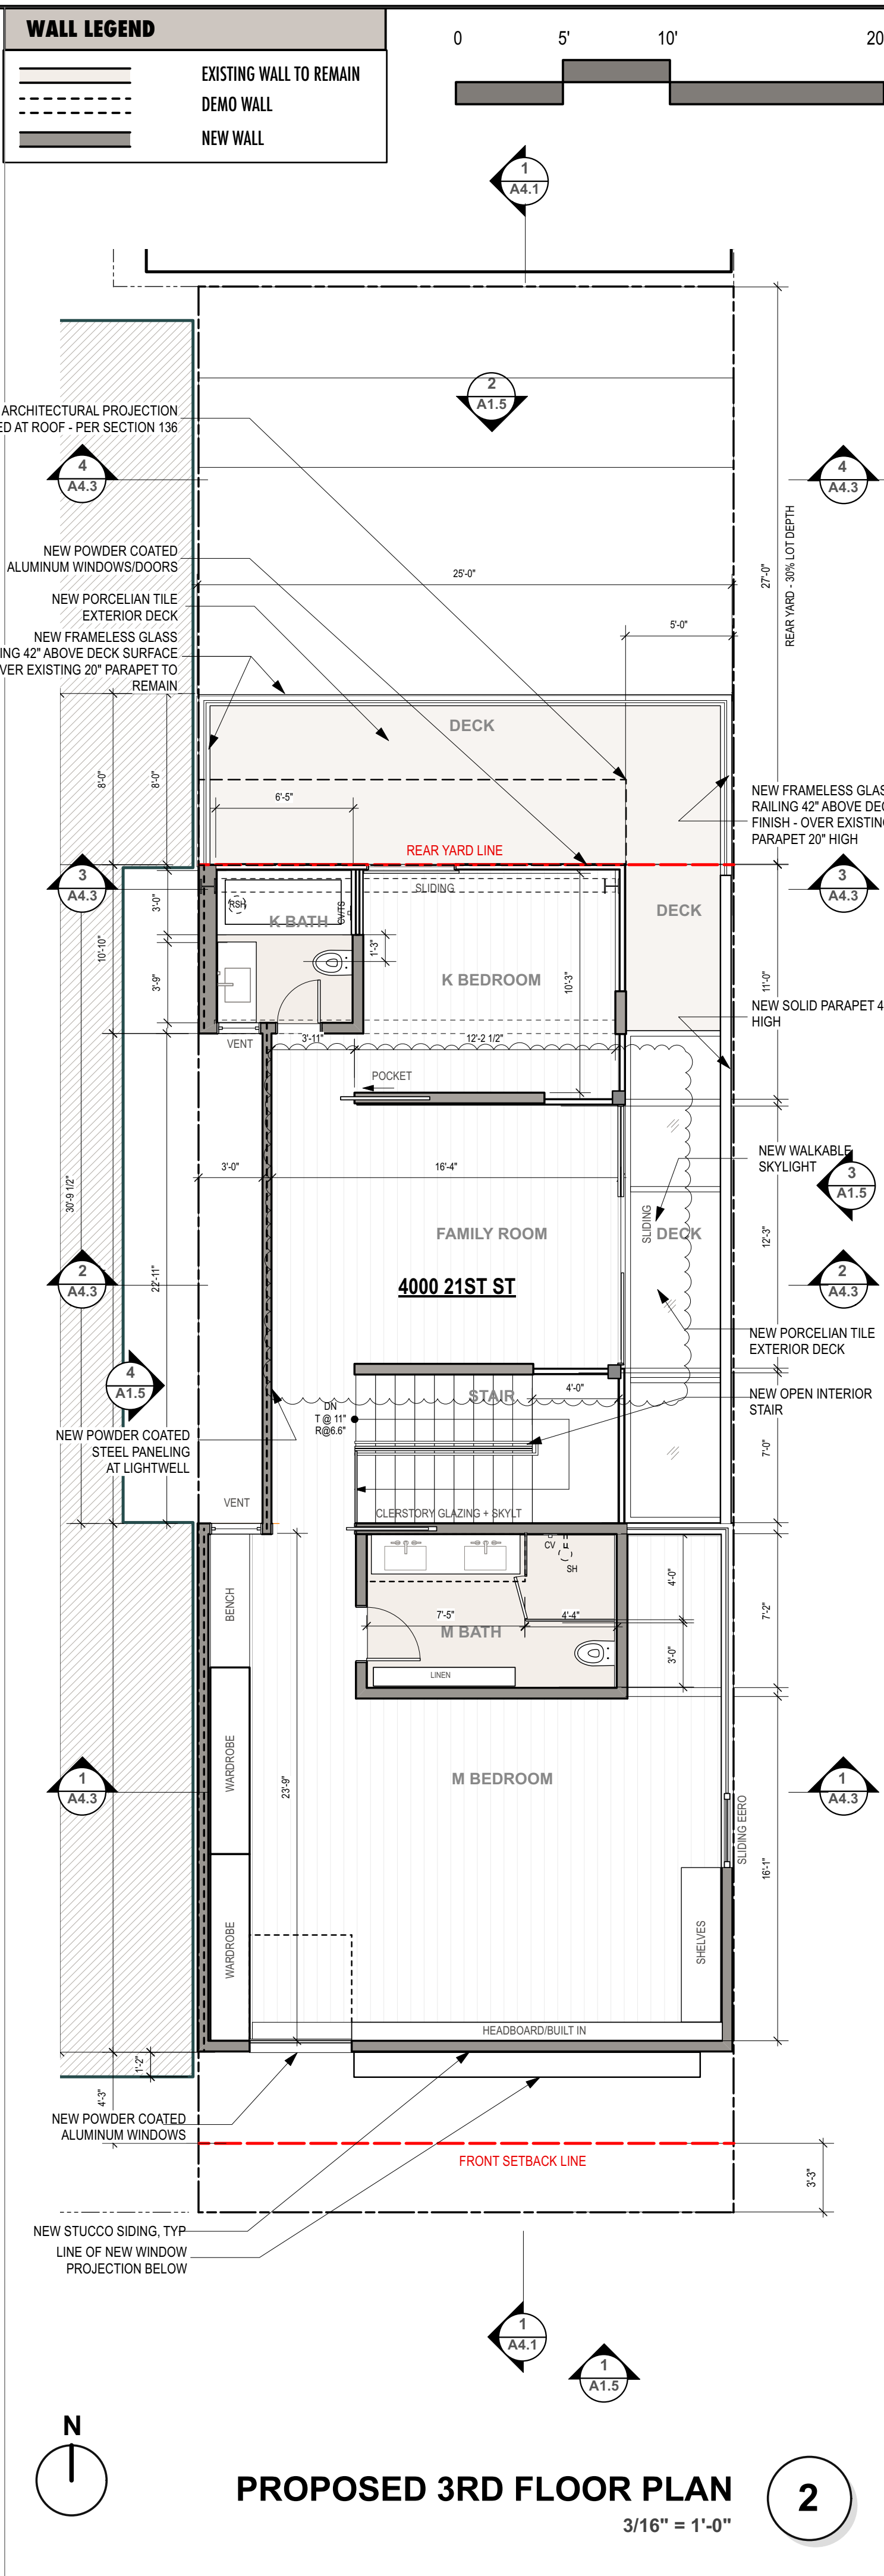 WALL LEGEND
EXISTING WALL TO REMAIN
DEMO WALL
NEW WALL
0 5' 10' 20
1
A4.1
2
A1.5
ARCHITECTURAL PROJECTION
ED AT ROOF - PER SECTION 136
4
A4.3
4
A4.3
NEW POWDER COATED
ALUMINUM WINDOWS/DOORS
25'-0"
27'-0"
REAR YARD - 30% LOT DEPTH
NEW PORCELIAN TILE
EXTERIOR DECK
5'-0"
NEW FRAMELESS GLASS
ING 42" ABOVE DECK SURFACE
VER EXISTING 20" PARAPET TO
REMAIN
DECK
8'-0"
8'-0"
6'-5"
NEW FRAMELESS GLAS
RAILING 42" ABOVE DEC
FINISH - OVER EXISTING
PARAPET 20" HIGH
REAR YARD LINE
3
A4.3
3
A4.3
SLIDING
RSH
CV/TS
K BATH
DECK
3'-0"
10'-10"
3'-9"
1'-3"
K BEDROOM
10'-3"
11'-0"
NEW SOLID PARAPET 4
HIGH
VENT
3'-11"
12'-2 1/2"
POCKET
NEW WALKABLE
SKYLIGHT
3
A1.5
3'-0"
16'-4"
30'-9 1/2"
22'-11"
FAMILY ROOM
SLIDING
DECK
12'-3"
4000 21ST ST
2
A4.3
2
A4.3
NEW PORCELIAN TILE
EXTERIOR DECK
4
A1.5
STAIR
4'-0"
NEW OPEN INTERIOR
STAIR
DN
T @ 11"
R@6.6"
NEW POWDER COATED
STEEL PANELING
AT LIGHTWELL
7'-0"
VENT
CLERSTORY GLAZING + SKYLT
CV
SH
BENCH
4'-0"
7'-2"
7'-5"
4'-4"
M BATH
3'-0"
LINEN
WARDROBE
23'-9"
M BEDROOM
1
A4.3
1
A4.3
SLIDING EERO
16'-1"
WARDROBE
SHELVES
HEADBOARD/BUILT IN
1'-2"
4'-3"
NEW POWDER COATED
ALUMINUM WINDOWS
FRONT SETBACK LINE
3'-3"
NEW STUCCO SIDING, TYP
LINE OF NEW WINDOW
PROJECTION BELOW
1
A4.1
1
A1.5
N
PROPOSED 3RD FLOOR PLAN
2
3/16" = 1'-0"